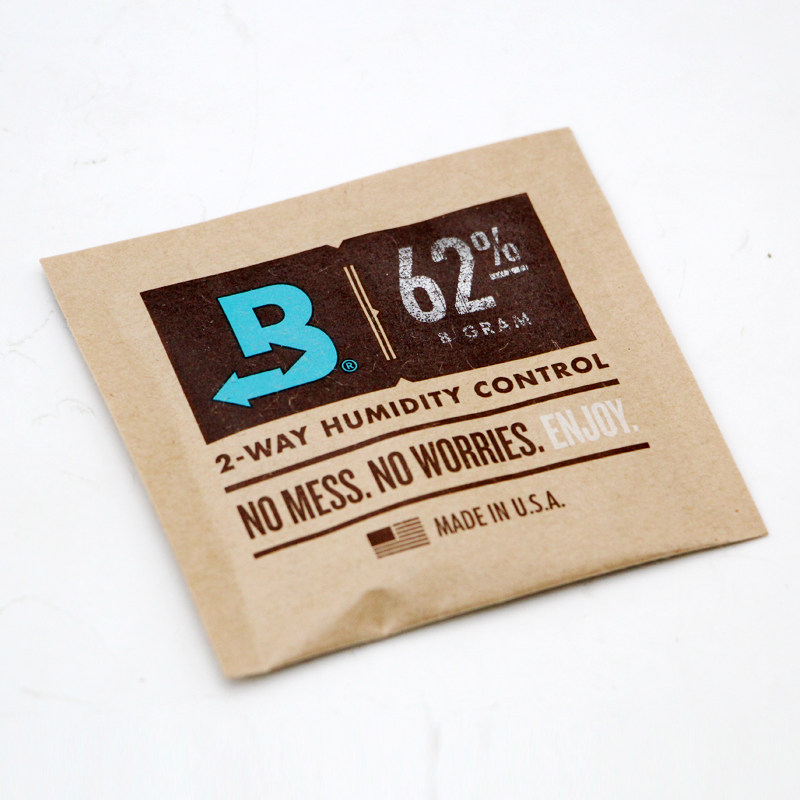 B®
62%
8 GRAM
2-WAY HUMIDITY CONTROL
NO MESS. NO WORRIES. ENJOY.
MADE IN U.S.A.